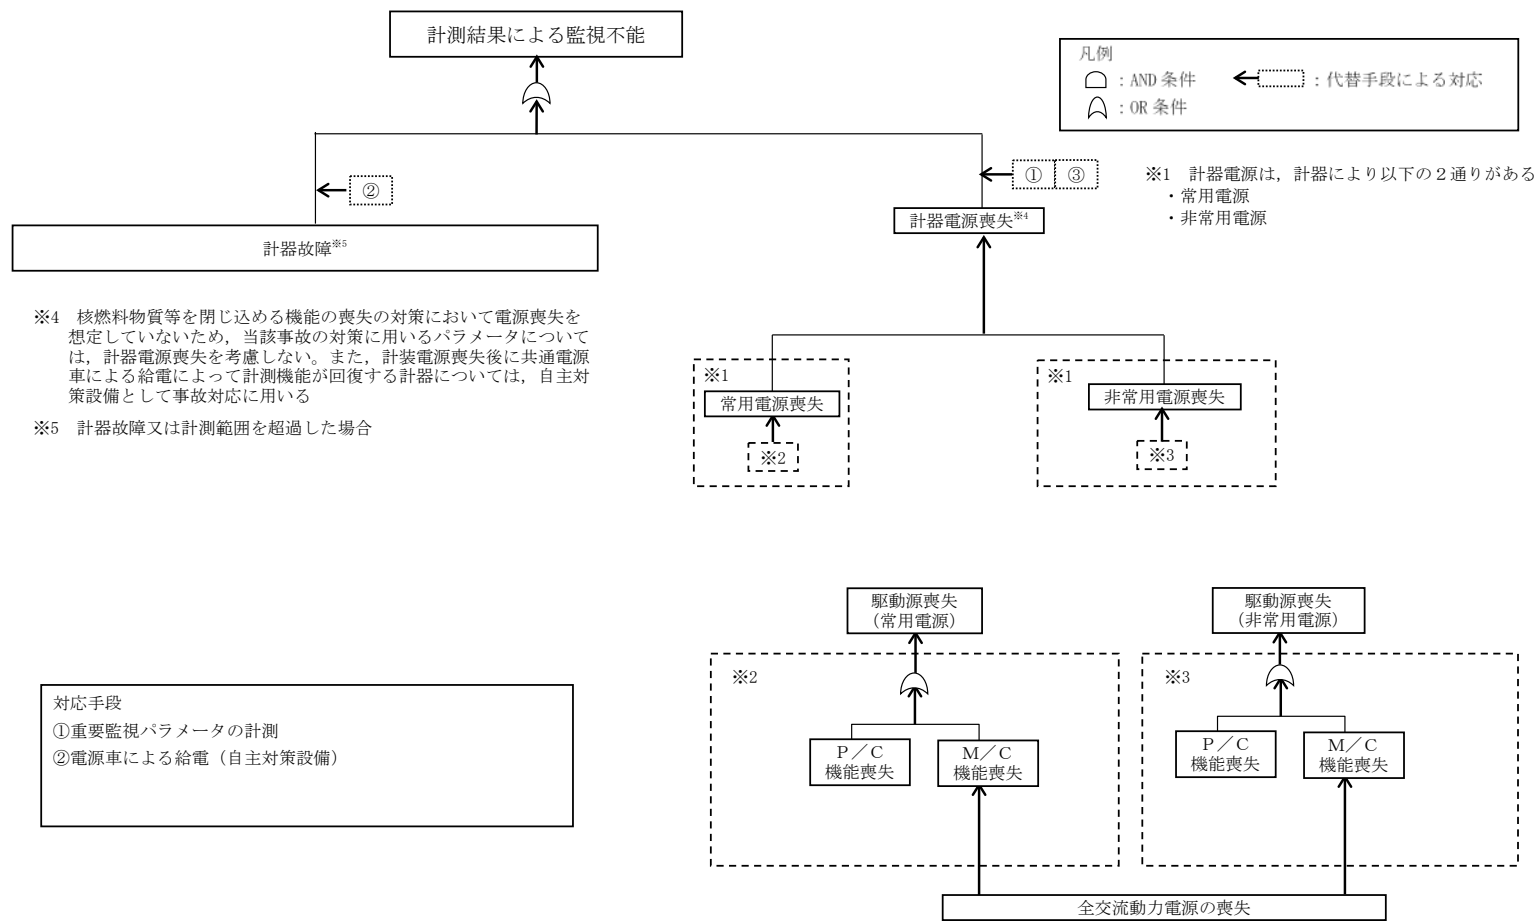 計測結果による監視不能
凡例
：AND 条件
：代替手段による対応
：OR 条件
②
① ③
※1 計器電源は，計器により以下の２通りがある
・常用電源
・非常用電源
計器電源喪失※4
計器故障※5
※4 核燃料物質等を閉じ込める機能の喪失の対策において電源喪失を
想定していないため，当該事故の対策に用いるパラメータについて
は，計器電源喪失を考慮しない。また，計装電源喪失後に共通電源
車による給電によって計測機能が回復する計器については，自主対
策設備として事故対応に用いる
※5 計器故障又は計測範囲を超過した場合
※1
常用電源喪失
※2
※1
非常用電源喪失
※3
駆動源喪失
（常用電源）
※2
Ｐ／Ｃ
機能喪失
Ｍ／Ｃ
機能喪失
駆動源喪失
（非常用電源）
※3
Ｐ／Ｃ
機能喪失
Ｍ／Ｃ
機能喪失
全交流動力電源の喪失
対応手段
①重要監視パラメータの計測
②電源車による給電（自主対策設備）